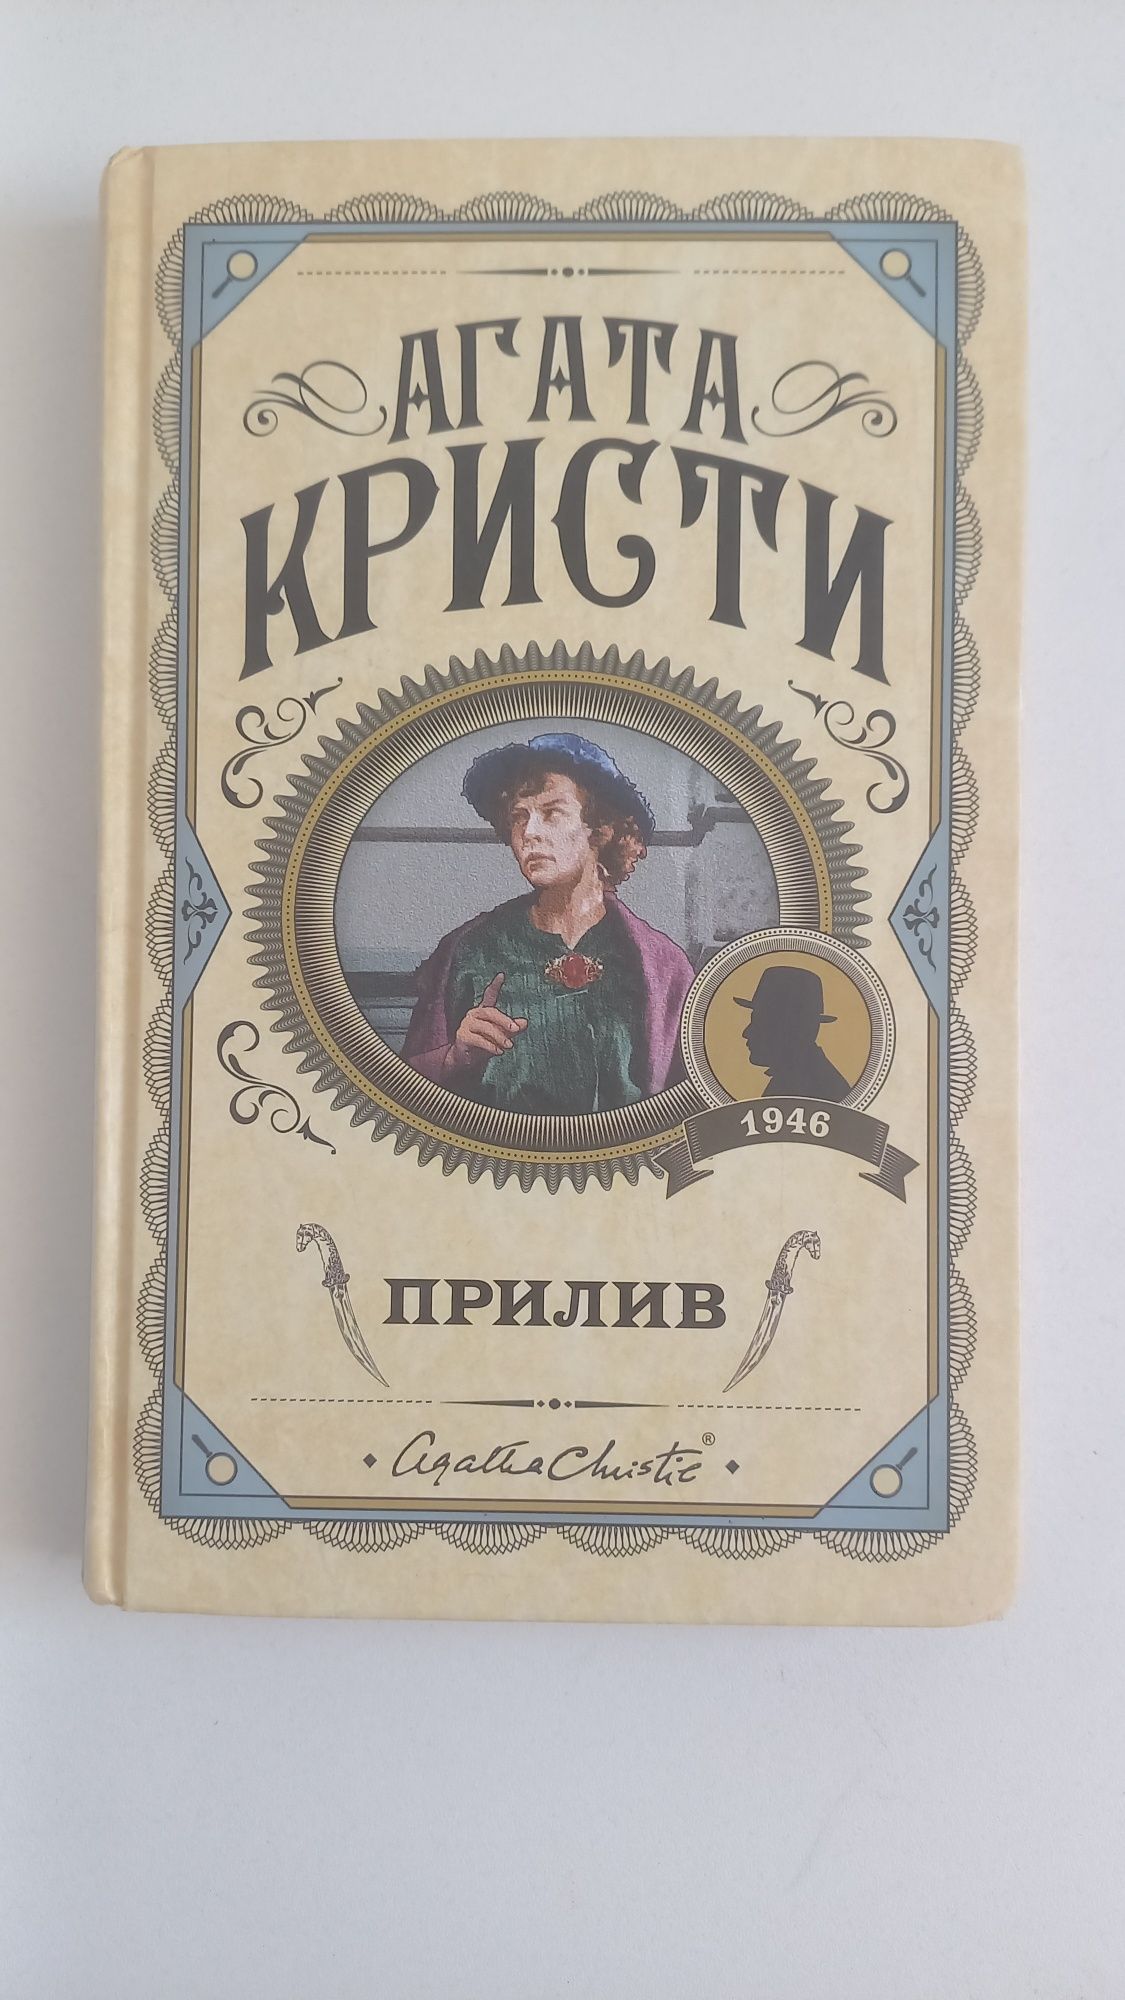 АГАТА
КРИСТИ
1946
ПРИЛИВ
Agatha Christie®